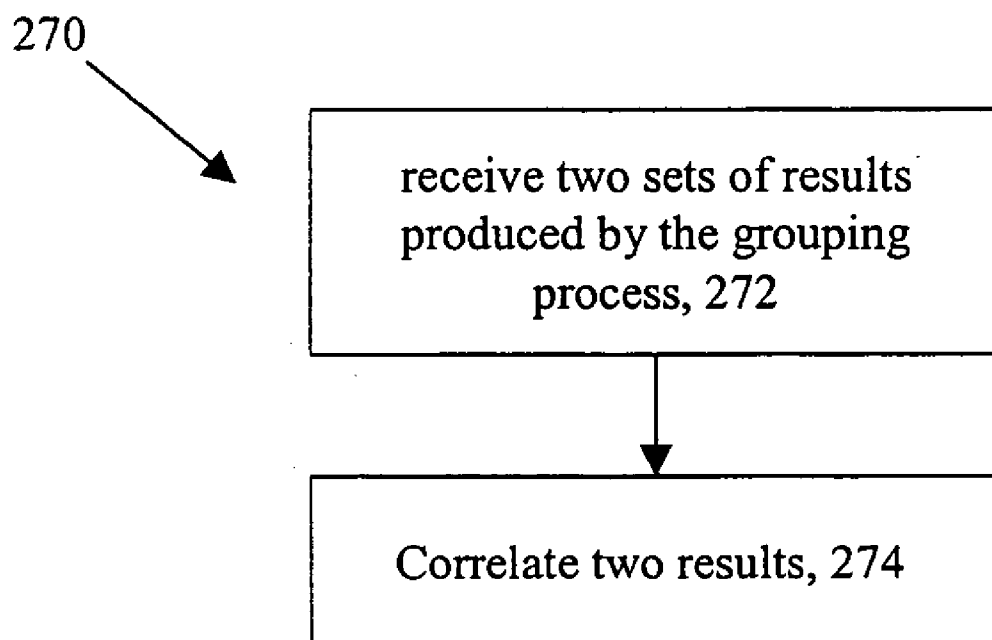 270
receive two sets of results
produced by the grouping
process, 272
Correlate two results, 274